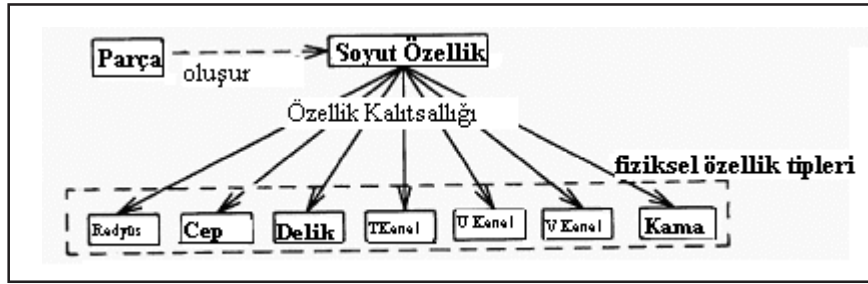 Parça
Soyut Özellik
oluşur
Özellik Kalıtsallığı
fiziksel özellik tipleri
Radyüs
Cep
Delik
TKanal
U Kanal
V Kanal
Kama